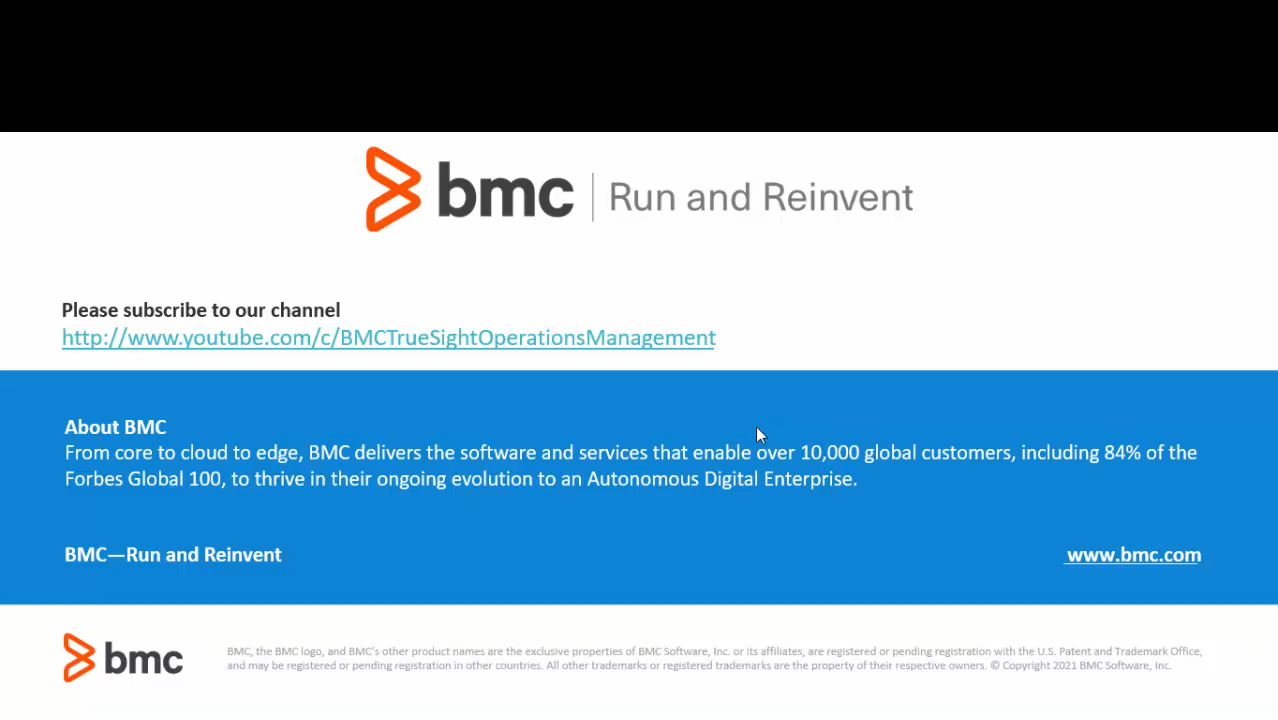 bmc | Run and Reinvent
Please subscribe to our channel
http://www.youtube.com/c/BMCTrueSightOperationsManagement
About BMC
From core to cloud to edge, BMC delivers the software and services that enable over 10,000 global customers, including 84% of the
Forbes Global 100, to thrive in their ongoing evolution to an Autonomous Digital Enterprise.
BMC—Run and Reinvent
www.bmc.com
bmc
BMC, the BMC logo, and BMC's other product names are the exclusive properties of BMC Software, Inc. or its affiliates, are registered or pending registration with the U.S. Patent and Trademark Office,
and may be registered or pending registration in other countries. All other trademarks or registered trademarks are the property of their respective owners. © Copyright 2021 BMC Software, Inc.